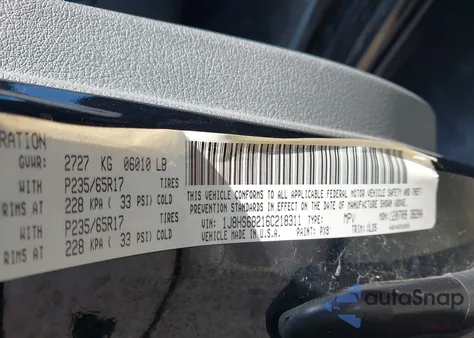 RATION
GVWR: 2727 KG 06010 LB
WITH P235/65R17 TIRES
RIMS AT 228 KPA ( 33 PSI) COLD
WITH P235/65R17 TIRES
RIMS AT 228 KPA ( 33 PSI) COLD
THIS VEHICLE CONFORMS TO ALL APPLICABLE FEDERAL MOTOR VEHICLE SAFETY AND THEFT
PREVENTION STANDARDS IN EFFECT ON THE DATE OF MANUFACTURE SHOWN ABOVE.
VIN: 1J8HS68216C218311 TYPE: MPV
VEHICLE MADE IN U.S.A. PAINT: PX8 TRIM:
autoSnap